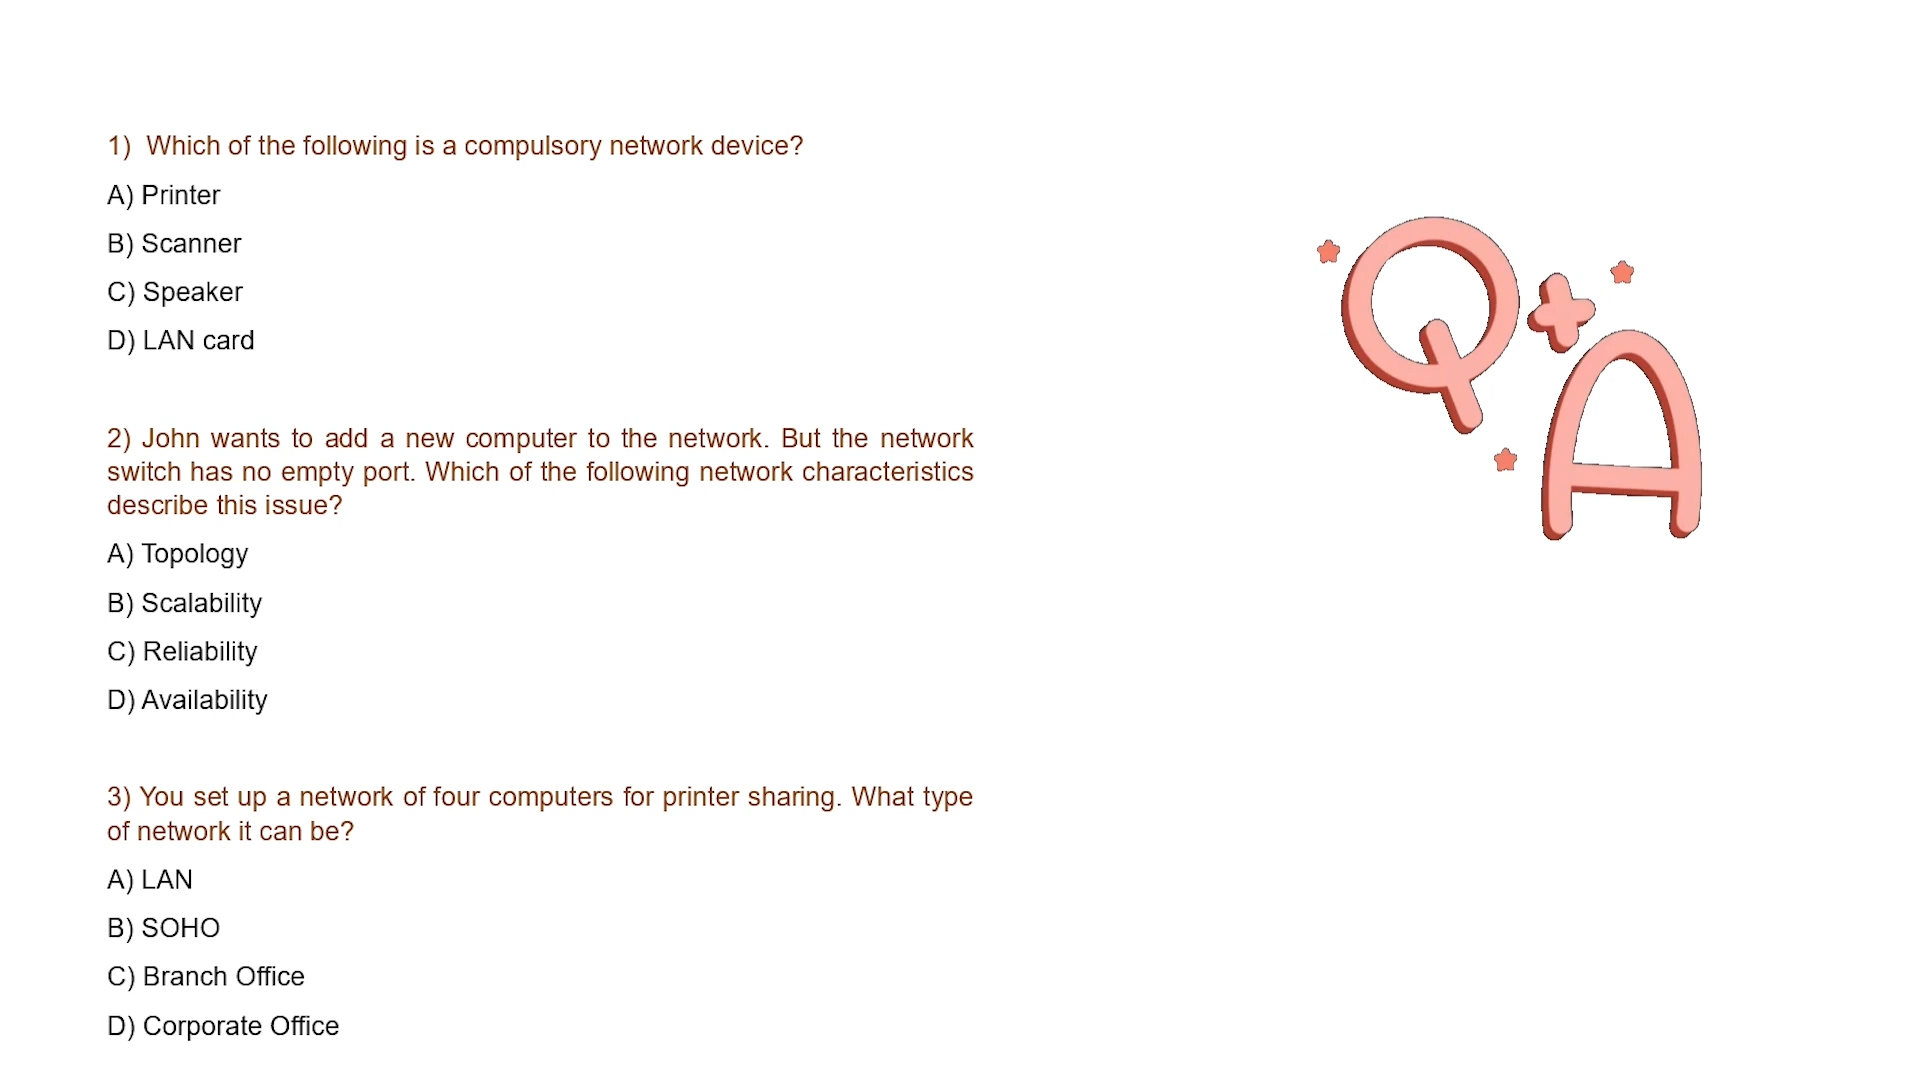 1) Which of the following is a compulsory network device?
A) Printer
B) Scanner
C) Speaker
D) LAN card
2) John wants to add a new computer to the network. But the network
switch has no empty port. Which of the following network characteristics
describe this issue?
A) Topology
B) Scalability
C) Reliability
D) Availability
3) You set up a network of four computers for printer sharing. What type
of network it can be?
A) LAN
B) SOHO
C) Branch Office
D) Corporate Office
Q+A